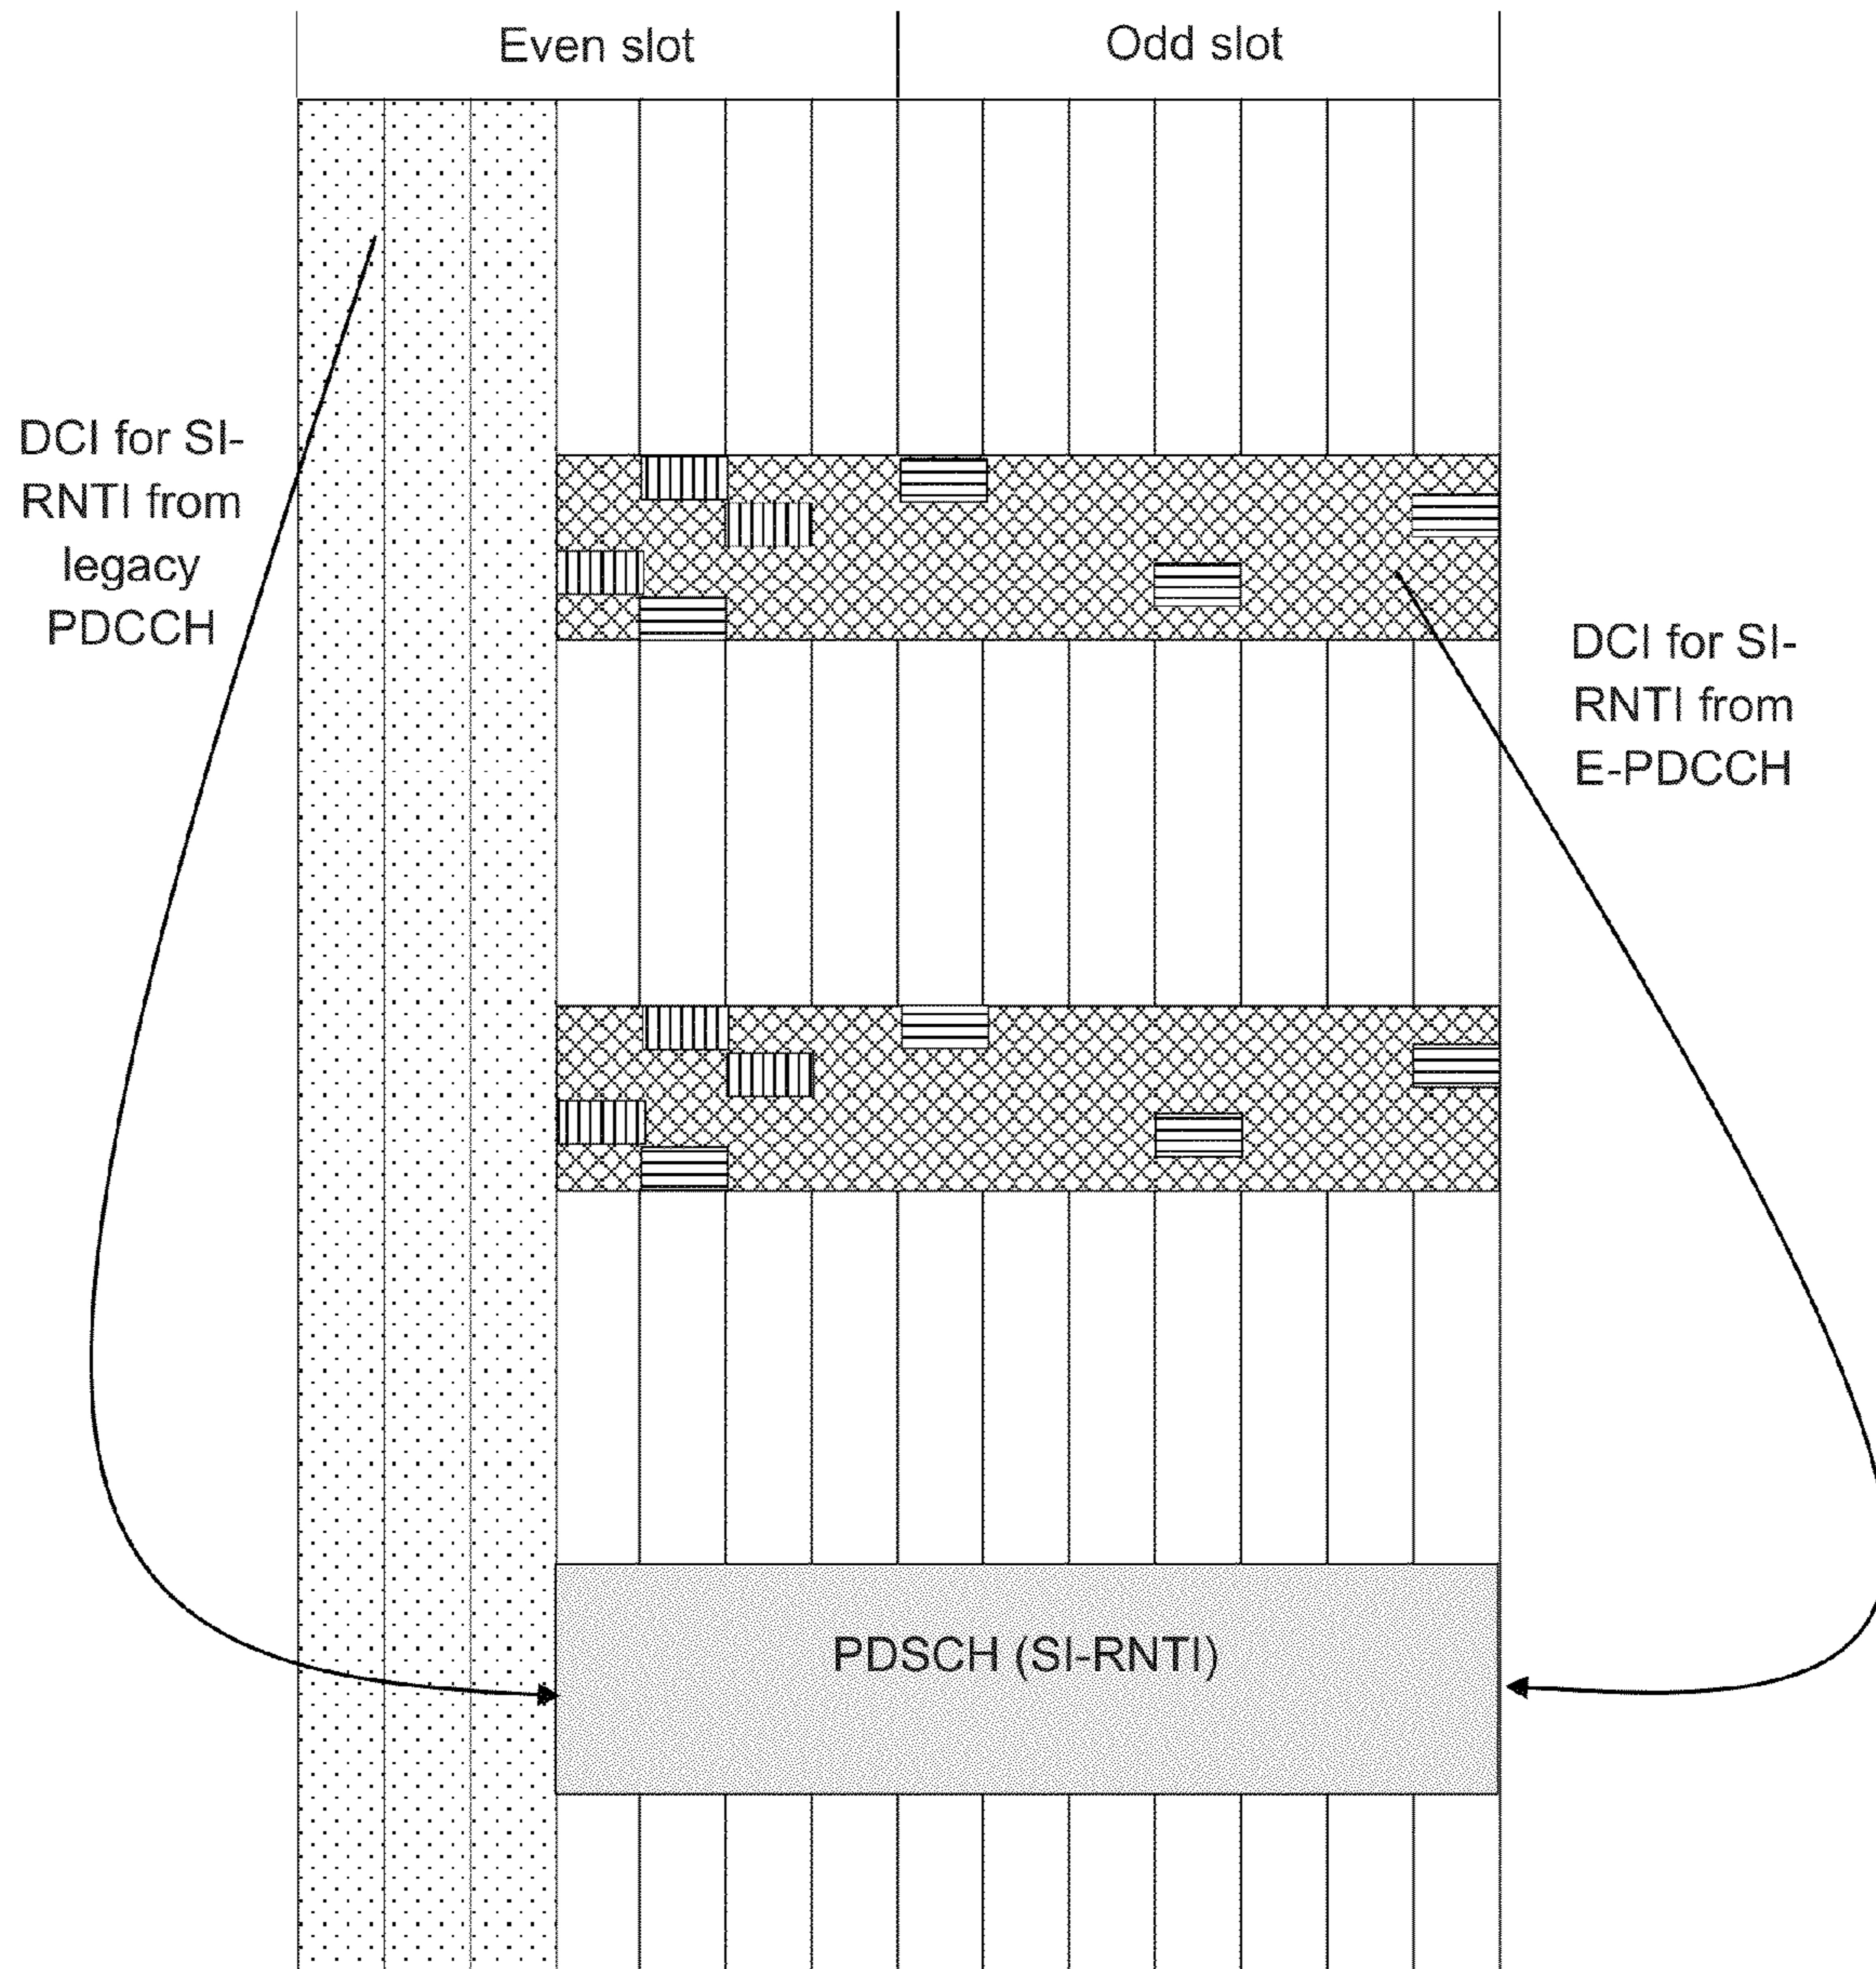 Even slot
Odd slot
DCI for SI-
RNTI from
legacy
PDCCH
DCI for SI-
RNTI from
E-PDCCH
PDSCH (SI-RNTI)